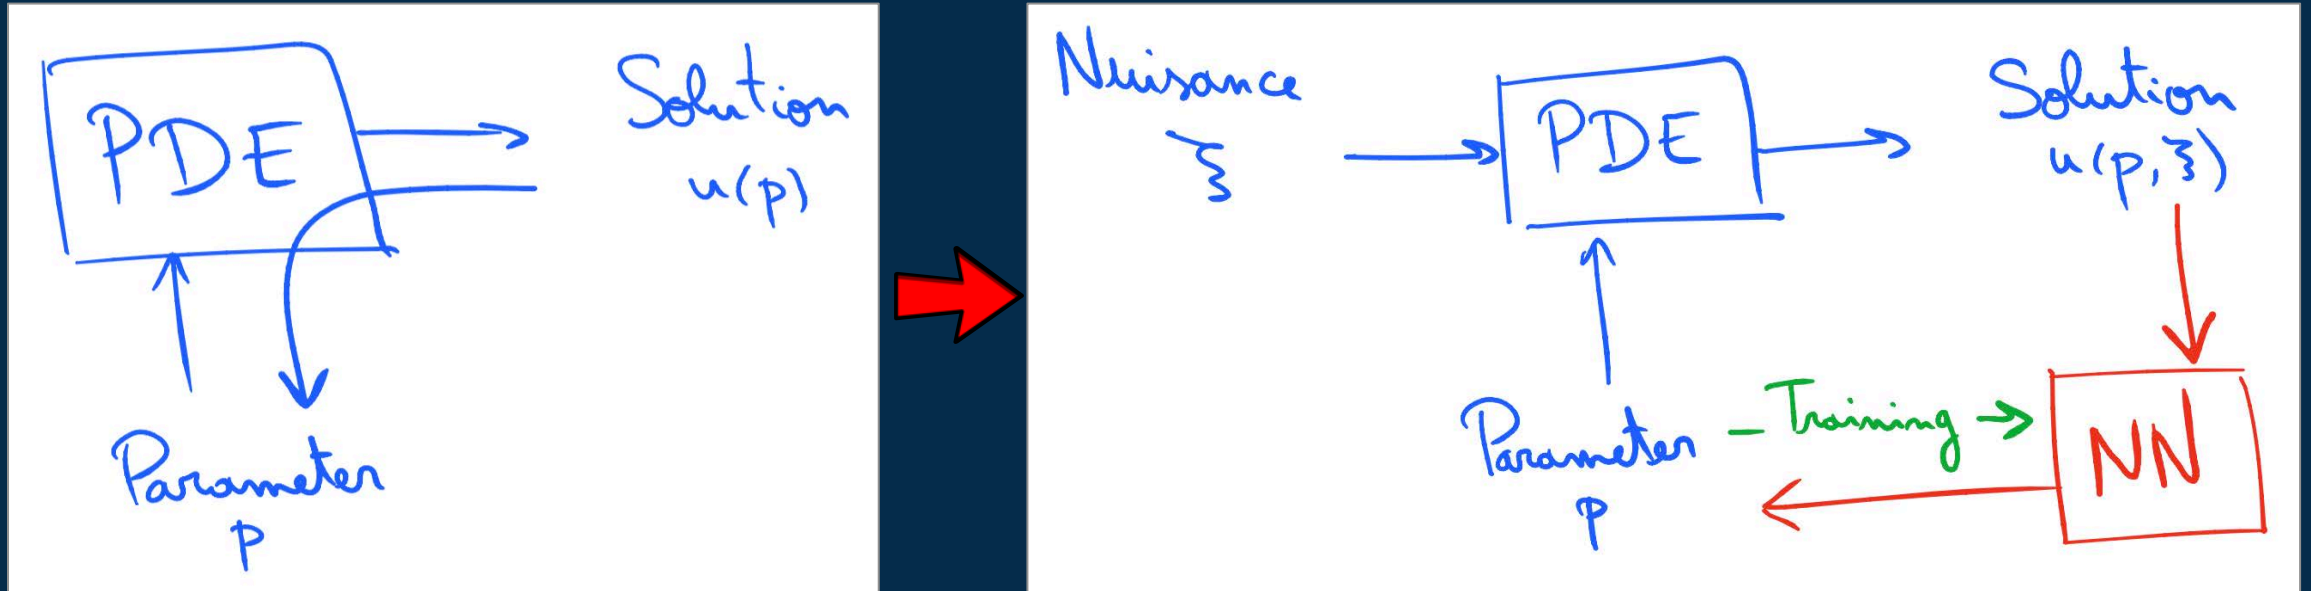 PDE
Solution
u(p)
Parameter
p
Nuisance
ξ
PDE
Solution
u(p, ξ)
Parameter
p
Training
NN